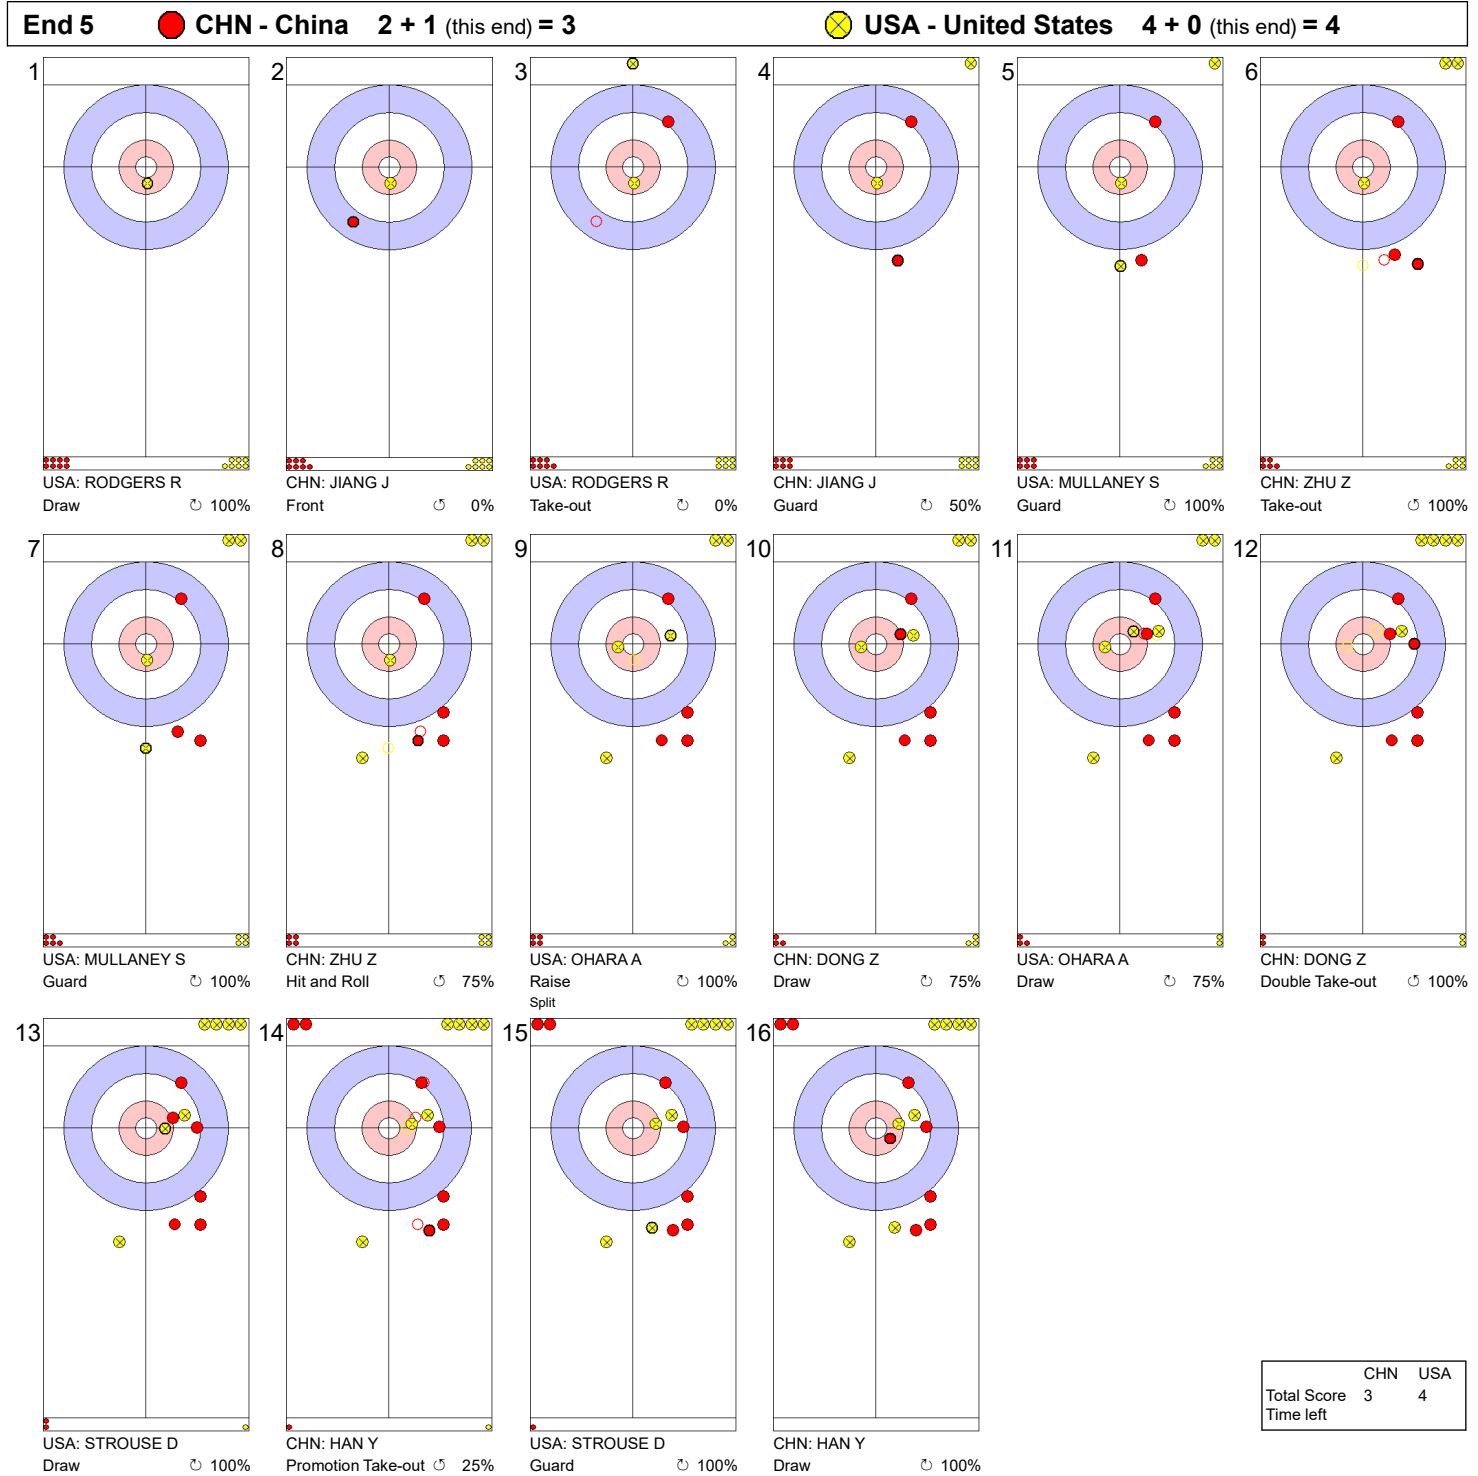 End 5 CHN - China 2 + 1 (this end) = 3 USA - United States 4 + 0 (this end) = 4
1 2 3 4 5 6
USA: RODGERS R CHN: JIANG J USA: RODGERS R CHN: JIANG J USA: MULLANEY S CHN: ZHU Z
Draw ↻ 100% Front ↺ 0% Take-out ↻ 0% Guard ↻ 50% Guard ↻ 100% Take-out ↻ 100%
7 8 9 10 11 12
USA: MULLANEY S CHN: ZHU Z USA: OHARA A CHN: DONG Z USA: OHARA A CHN: DONG Z
Guard ↻ 100% Hit and Roll ↺ 75% Raise ↻ 100% Draw ↻ 75% Draw ↺ 75% Double Take-out ↺ 100%
Split
13 14 15 16
USA: STROUSE D CHN: HAN Y USA: STROUSE D CHN: HAN Y
Draw ↻ 100% Promotion Take-out ↺ 25% Guard ↻ 100% Draw ↻ 100%
CHN USA
Total Score 3 4
Time left